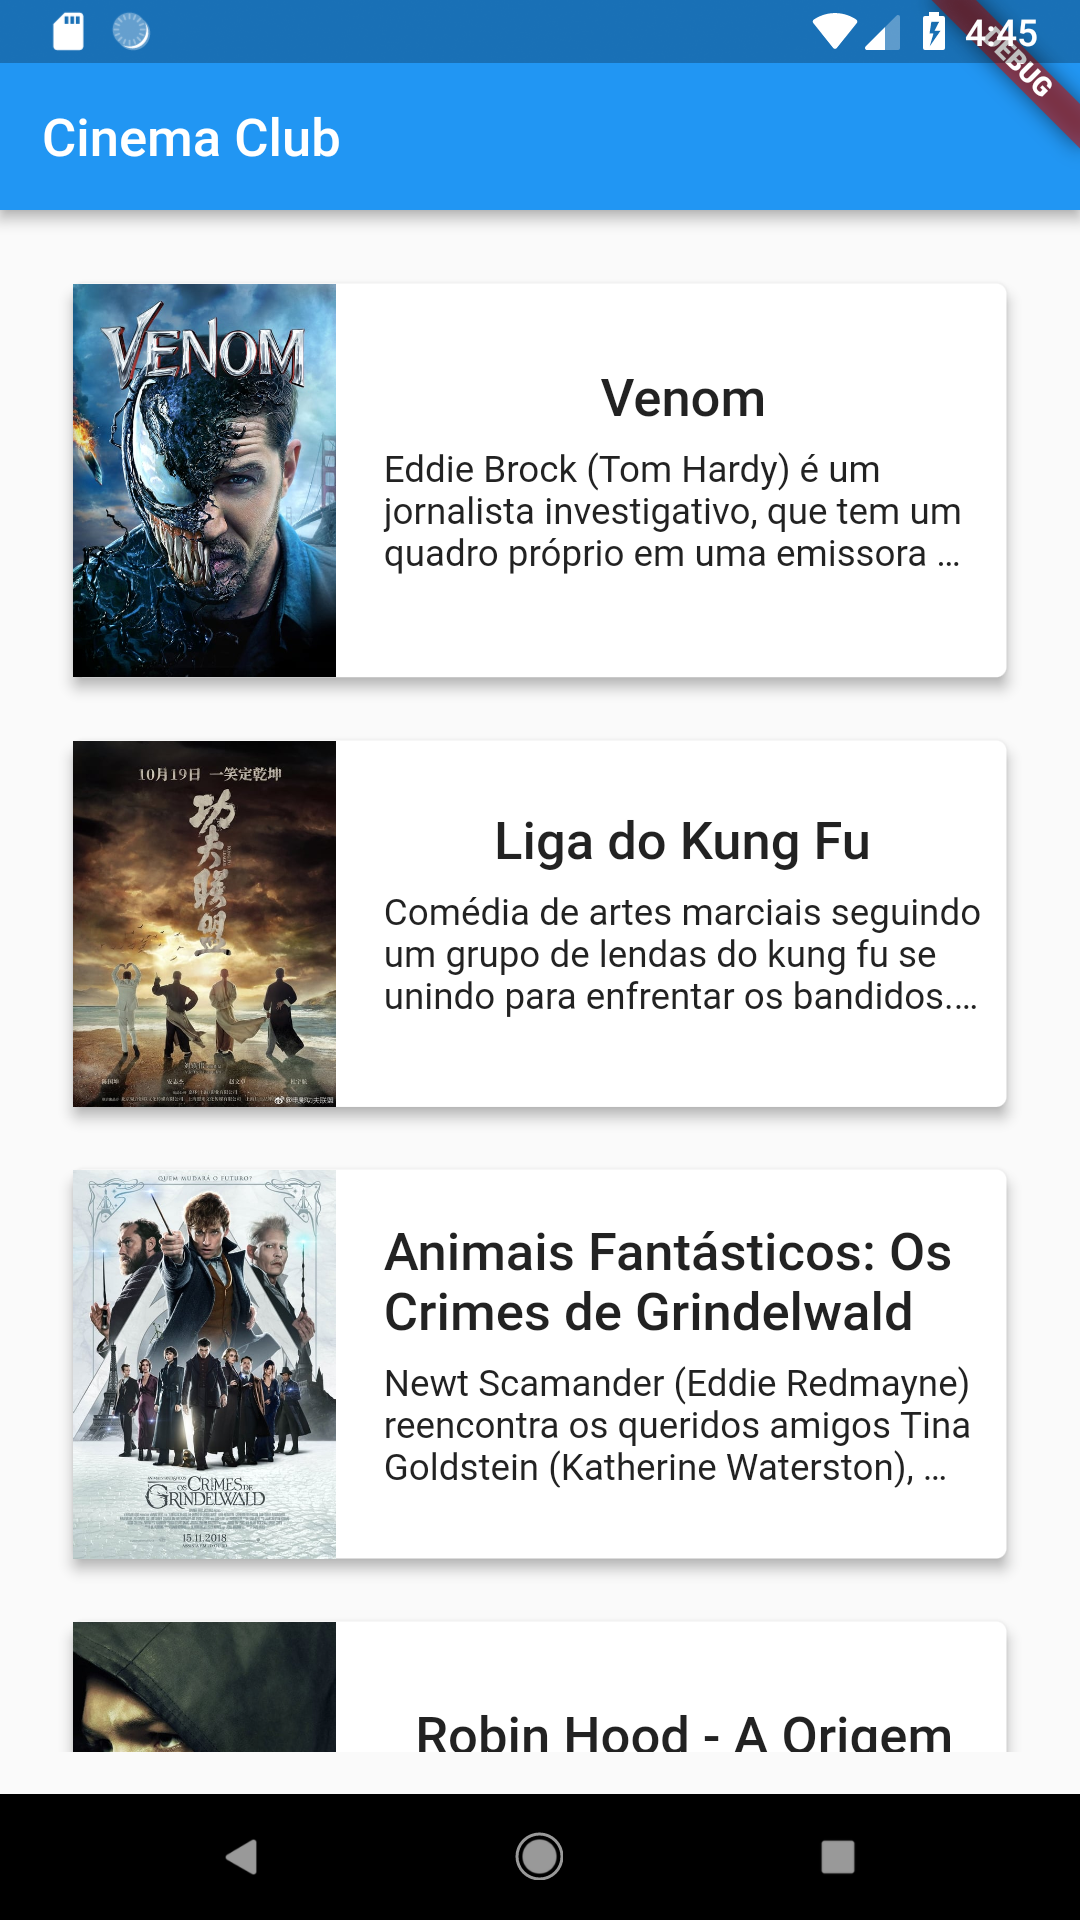 4:45
DEBUG
Cinema Club
VENOM
Venom
Eddie Brock (Tom Hardy) é um
jornalista investigativo, que tem um
quadro próprio em uma emissora ...
10月19日 一笑定乾坤
功夫联盟
Liga do Kung Fu
Comédia de artes marciais seguindo
um grupo de lendas do kung fu se
unindo para enfrentar os bandidos....
QUEM MUDARÁ O FUTURO?
OS CRIMES DE
GRINDELWALD
15.11.2018
Animais Fantásticos: Os
Crimes de Grindelwald
Newt Scamander (Eddie Redmayne)
reencontra os queridos amigos Tina
Goldstein (Katherine Waterston), ...
Robin Hood - A Origem